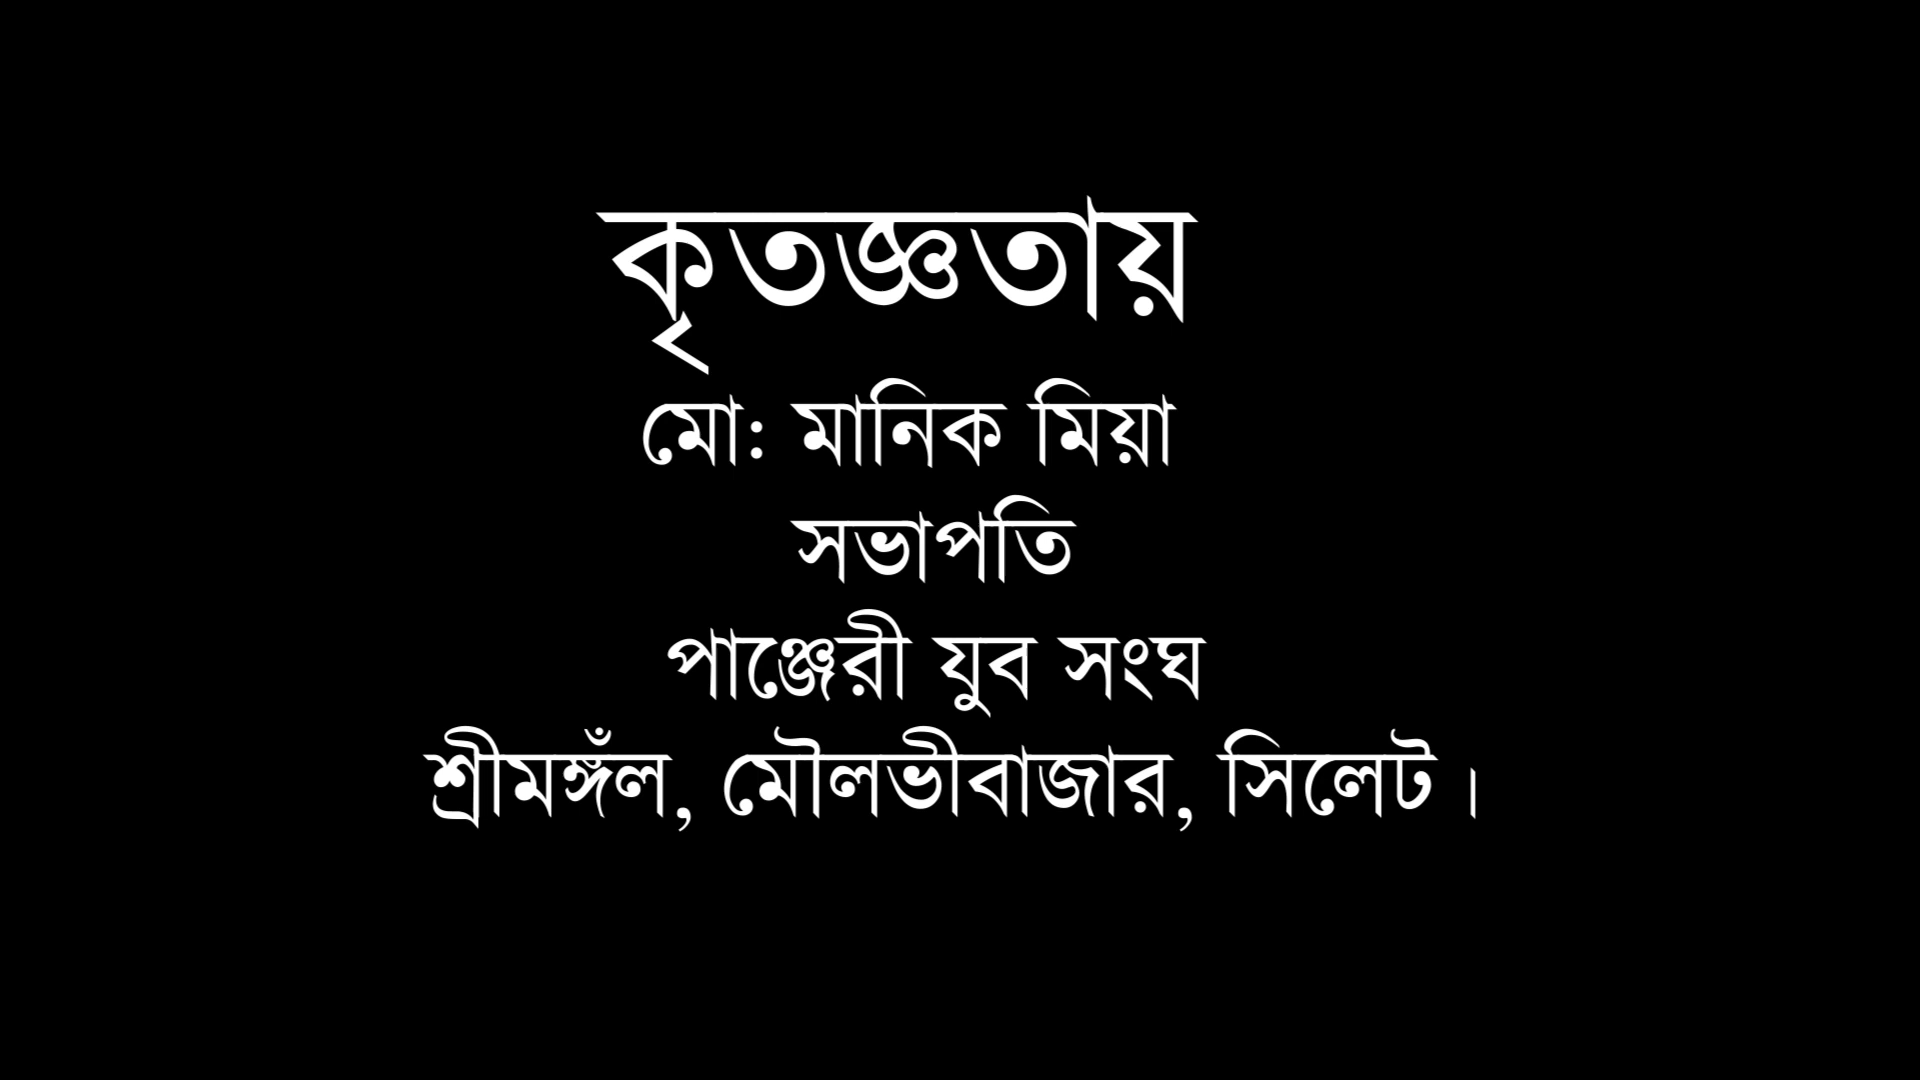 কৃতজ্ঞতায়
মো: মানিক মিয়া
সভাপতি
পাঞ্জেরী যুব সংঘ
শ্রীমঙ্গঁল, মৌলভীবাজার, সিলেট।